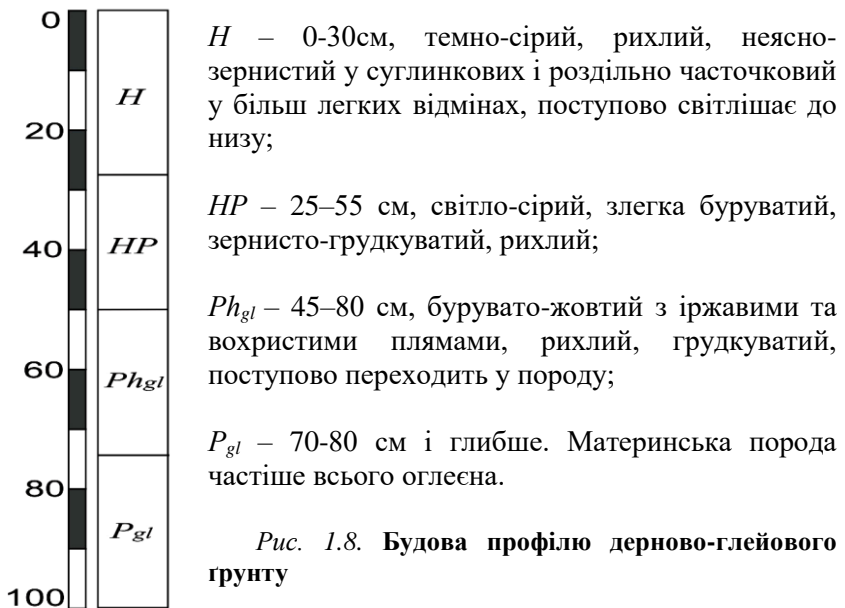 0
20
40
60
80
100
H
HP
Phgl
Pgl
H – 0-30см, темно-сірий, рихлий, неясно-
зернистий у суглинкових і роздільно часточковий
у більш легких відмінах, поступово світлішає до
низу;
HP – 25–55 см, світло-сірий, злегка буруватий,
зернисто-грудкуватий, рихлий;
Phgl – 45–80 см, бурувато-жовтий з іржавими та
вохристими плямами, рихлий, грудкуватий,
поступово переходить у породу;
Pgl – 70-80 см і глибше. Материнська порода
частіше всього оглеєна.
Рис. 1.8. Будова профілю дерново-глейового
ґрунту